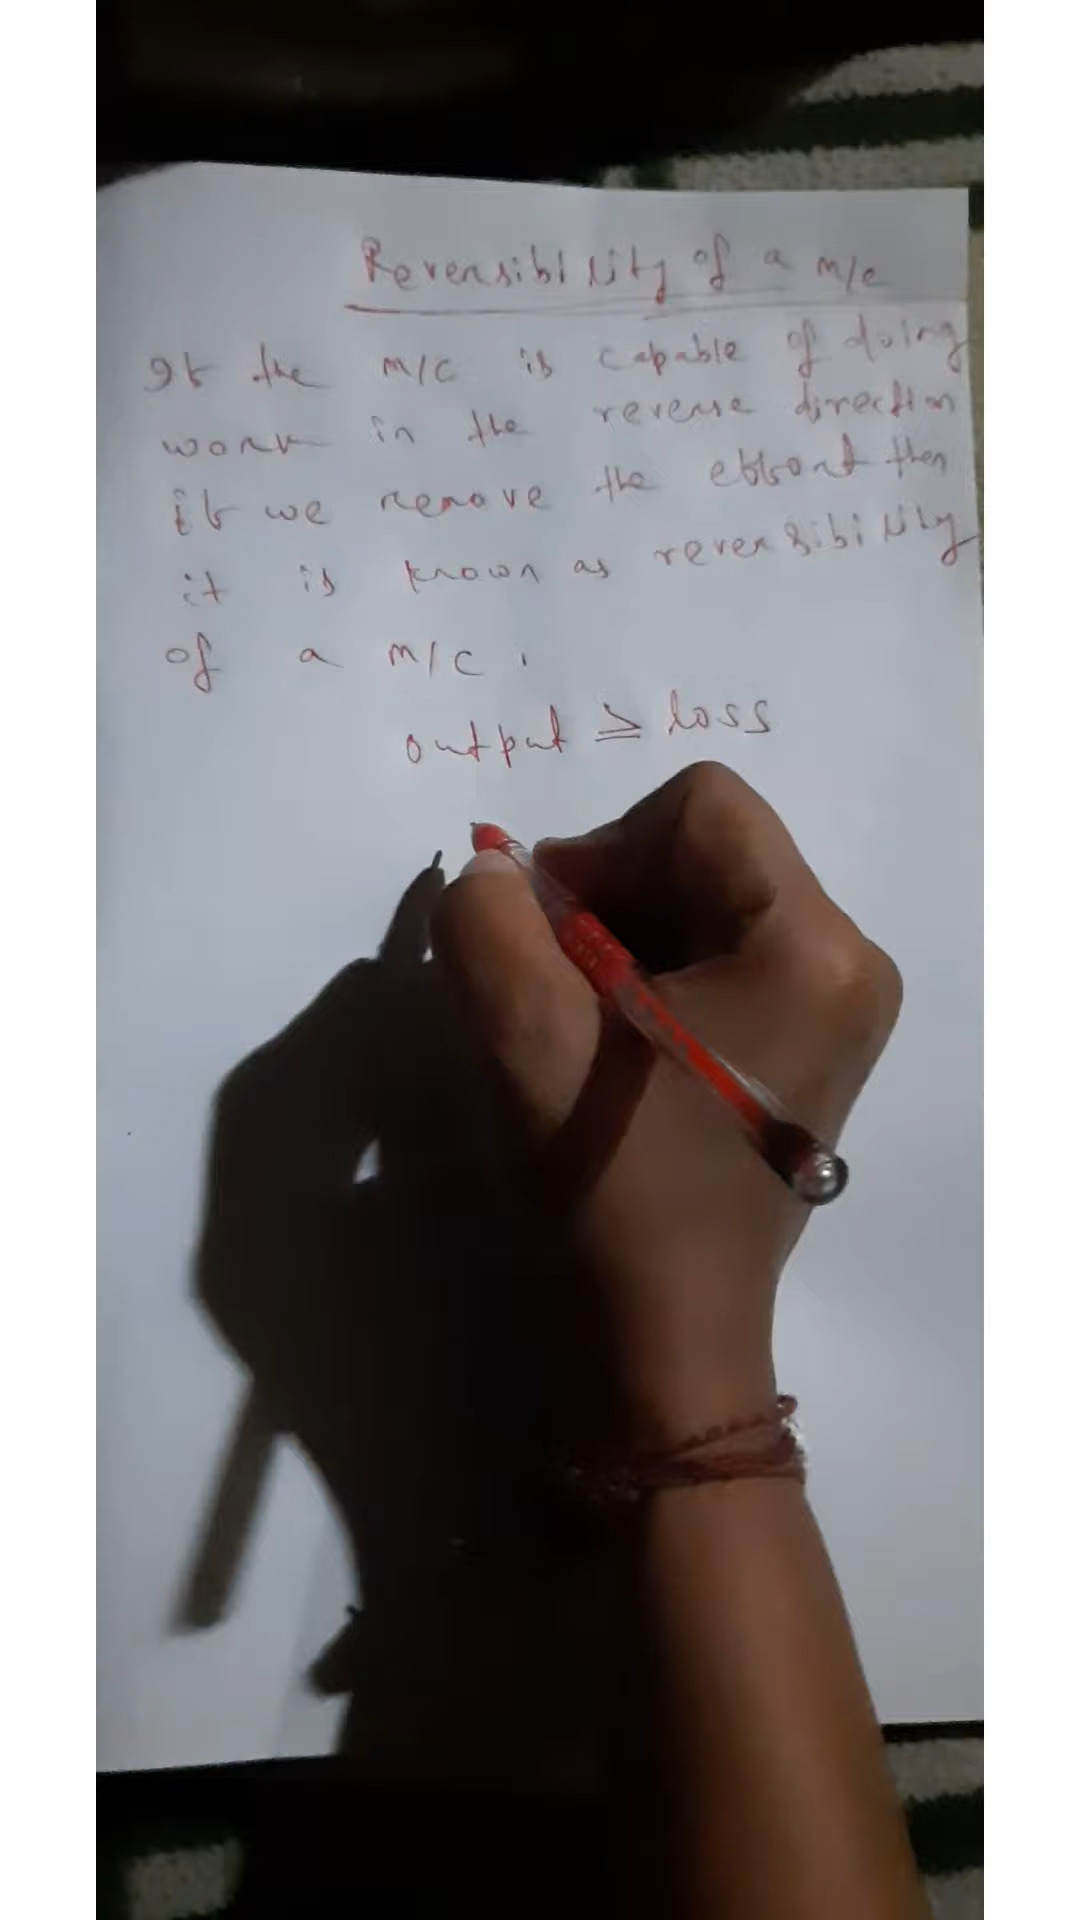 Reversibility of a m/c
If the m/c is capable of doing
work in the reverse direction
if we remove the effort then
it is known as reversibility
of a m/c.
output ≥ loss